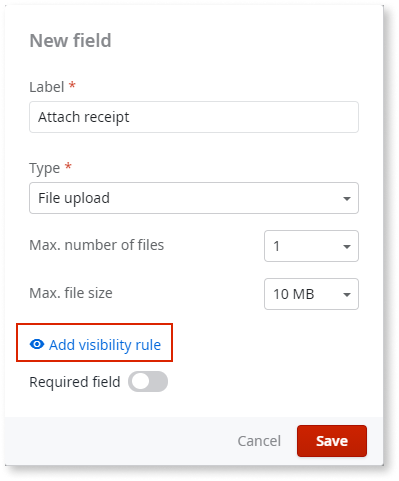 New field
Label *
Attach receipt
Type *
File upload
Max. number of files 1
Max. file size 10 MB
Add visibility rule
Required field
Cancel Save